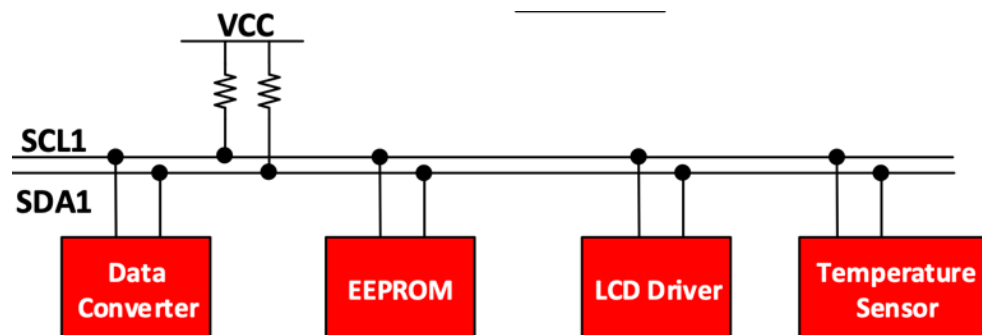 VCC
SCL1
SDA1
Data
Converter
EEPROM
LCD Driver
Temperature
Sensor